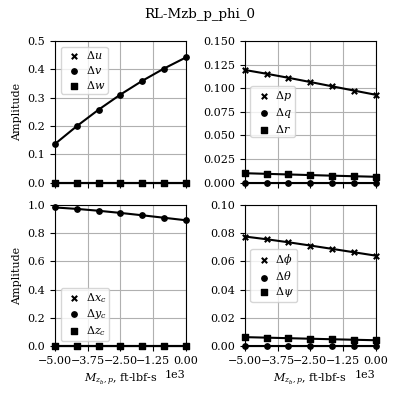 RL-Mzb_p_phi_0
0.5
0.4
0.3
0.2
0.1
0.0
Amplitude
Δu
Δv
Δw
0.150
0.125
0.100
0.075
0.050
0.025
0.000
Δp
Δq
Δr
1.0
0.8
0.6
0.4
0.2
0.0
Amplitude
Δx_c
Δy_c
Δz_c
−5.00 −3.75 −2.50 −1.25 0.00
1e3
M_{z_b,p}, ft-lbf-s
0.10
0.08
0.06
0.04
0.02
0.00
Δϕ
Δθ
Δψ
−5.00 −3.75 −2.50 −1.25 0.00
1e3
M_{z_b,p}, ft-lbf-s